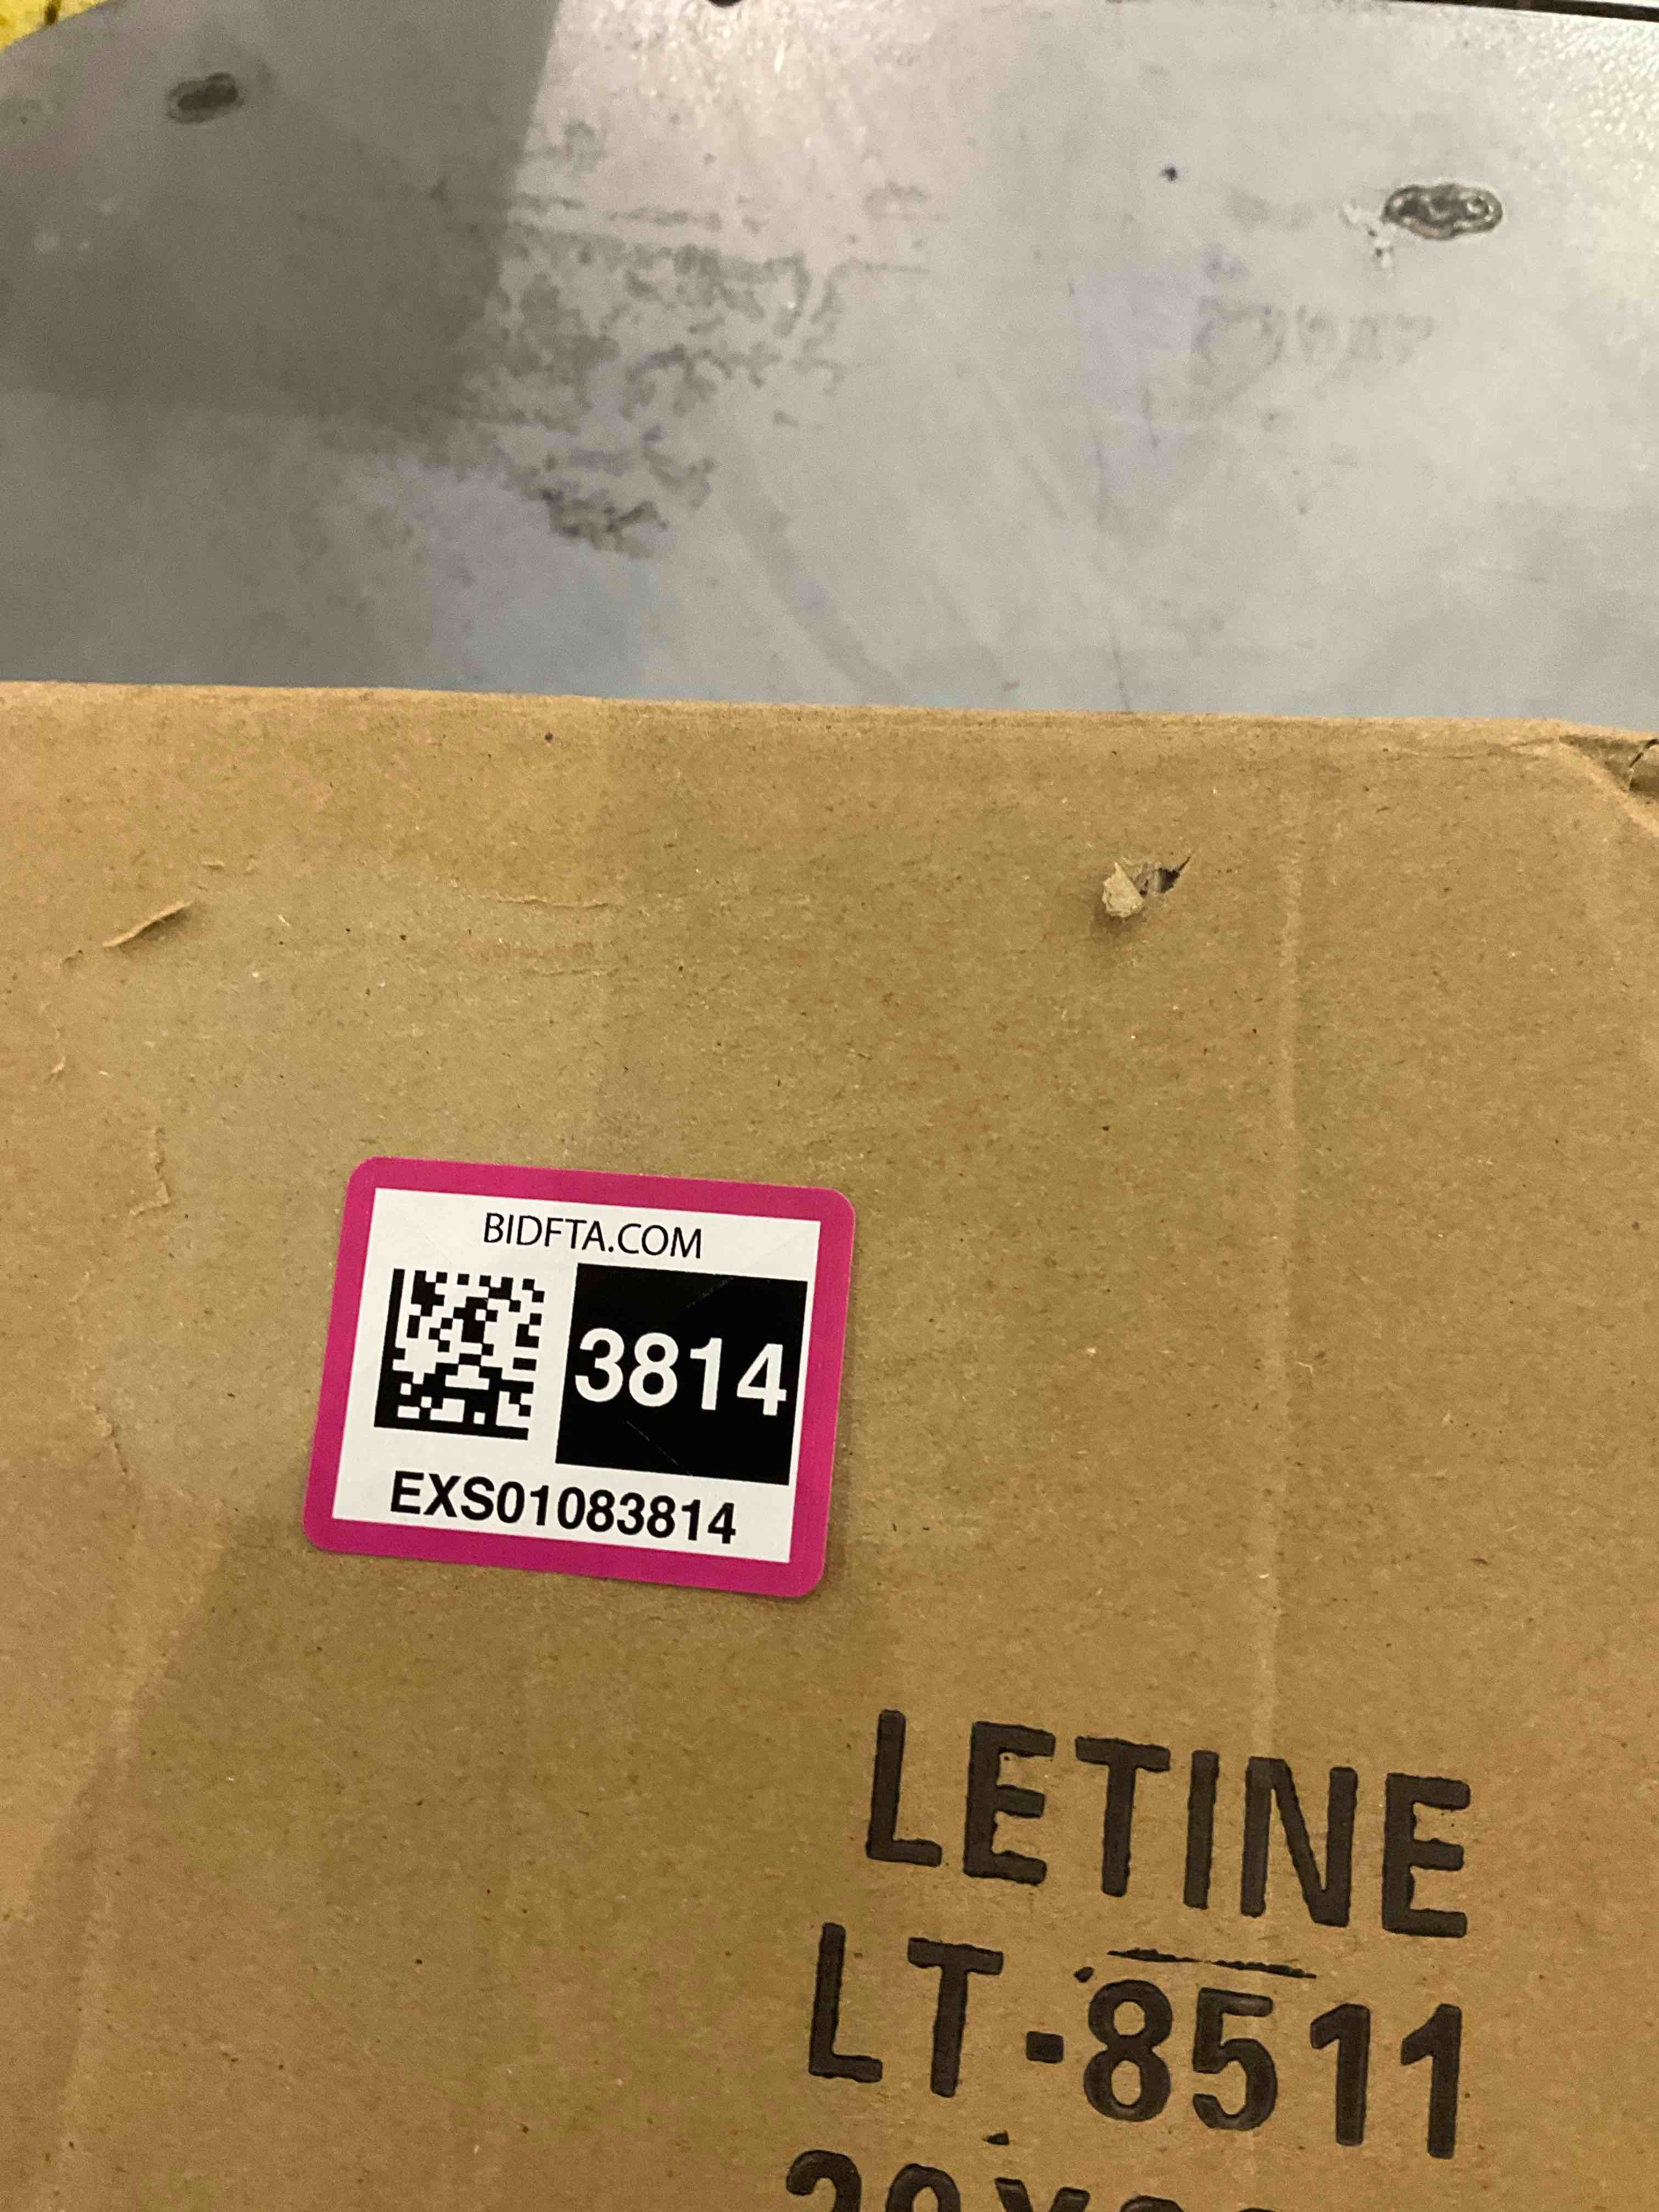 BIDFTA.COM
3814
EXS01083814
LETINE
LT-8511